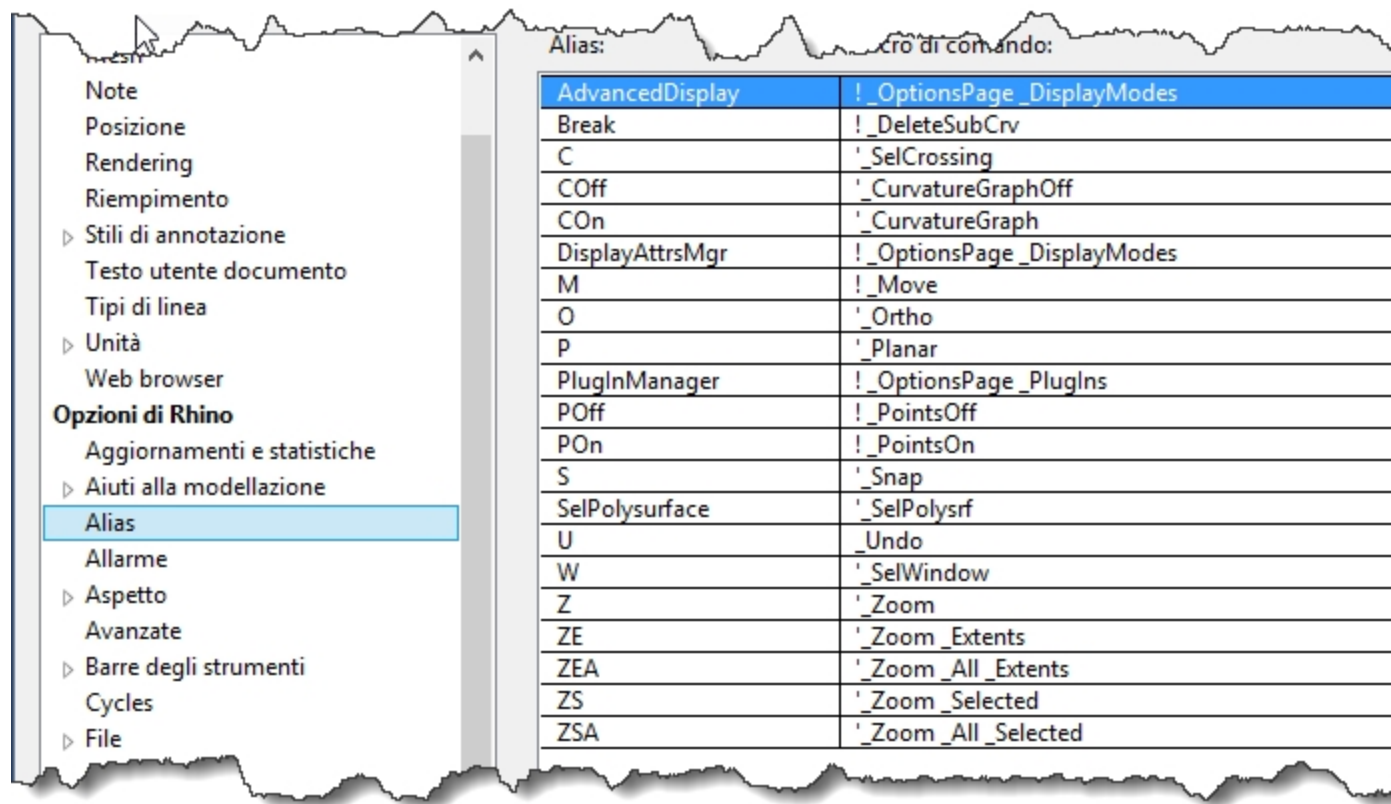 Alias:
di comando:
Note
Posizione
Rendering
Riempimento
Stili di annotazione
Testo utente documento
Tipi di linea
Unità
Web browser
Opzioni di Rhino
Aggiornamenti e statistiche
Aiuti alla modellazione
Alias
Allarme
Aspetto
Avanzate
Barre degli strumenti
Cycles
File
AdvancedDisplay ! _OptionsPage _DisplayModes
Break ! _DeleteSubCrv
C '_SelCrossing
COff '_CurvatureGraphOff
COn '_CurvatureGraph
DisplayAttrsMgr ! _OptionsPage _DisplayModes
M ! _Move
O '_Ortho
P '_Planar
PlugInManager ! _OptionsPage _PlugIns
POff ! _PointsOff
POn ! _PointsOn
S '_Snap
SelPolysurface '_SelPolysrf
U _Undo
W '_SelWindow
Z '_Zoom
ZE '_Zoom _Extents
ZEA '_Zoom _All _Extents
ZS '_Zoom _Selected
ZSA '_Zoom _All _Selected